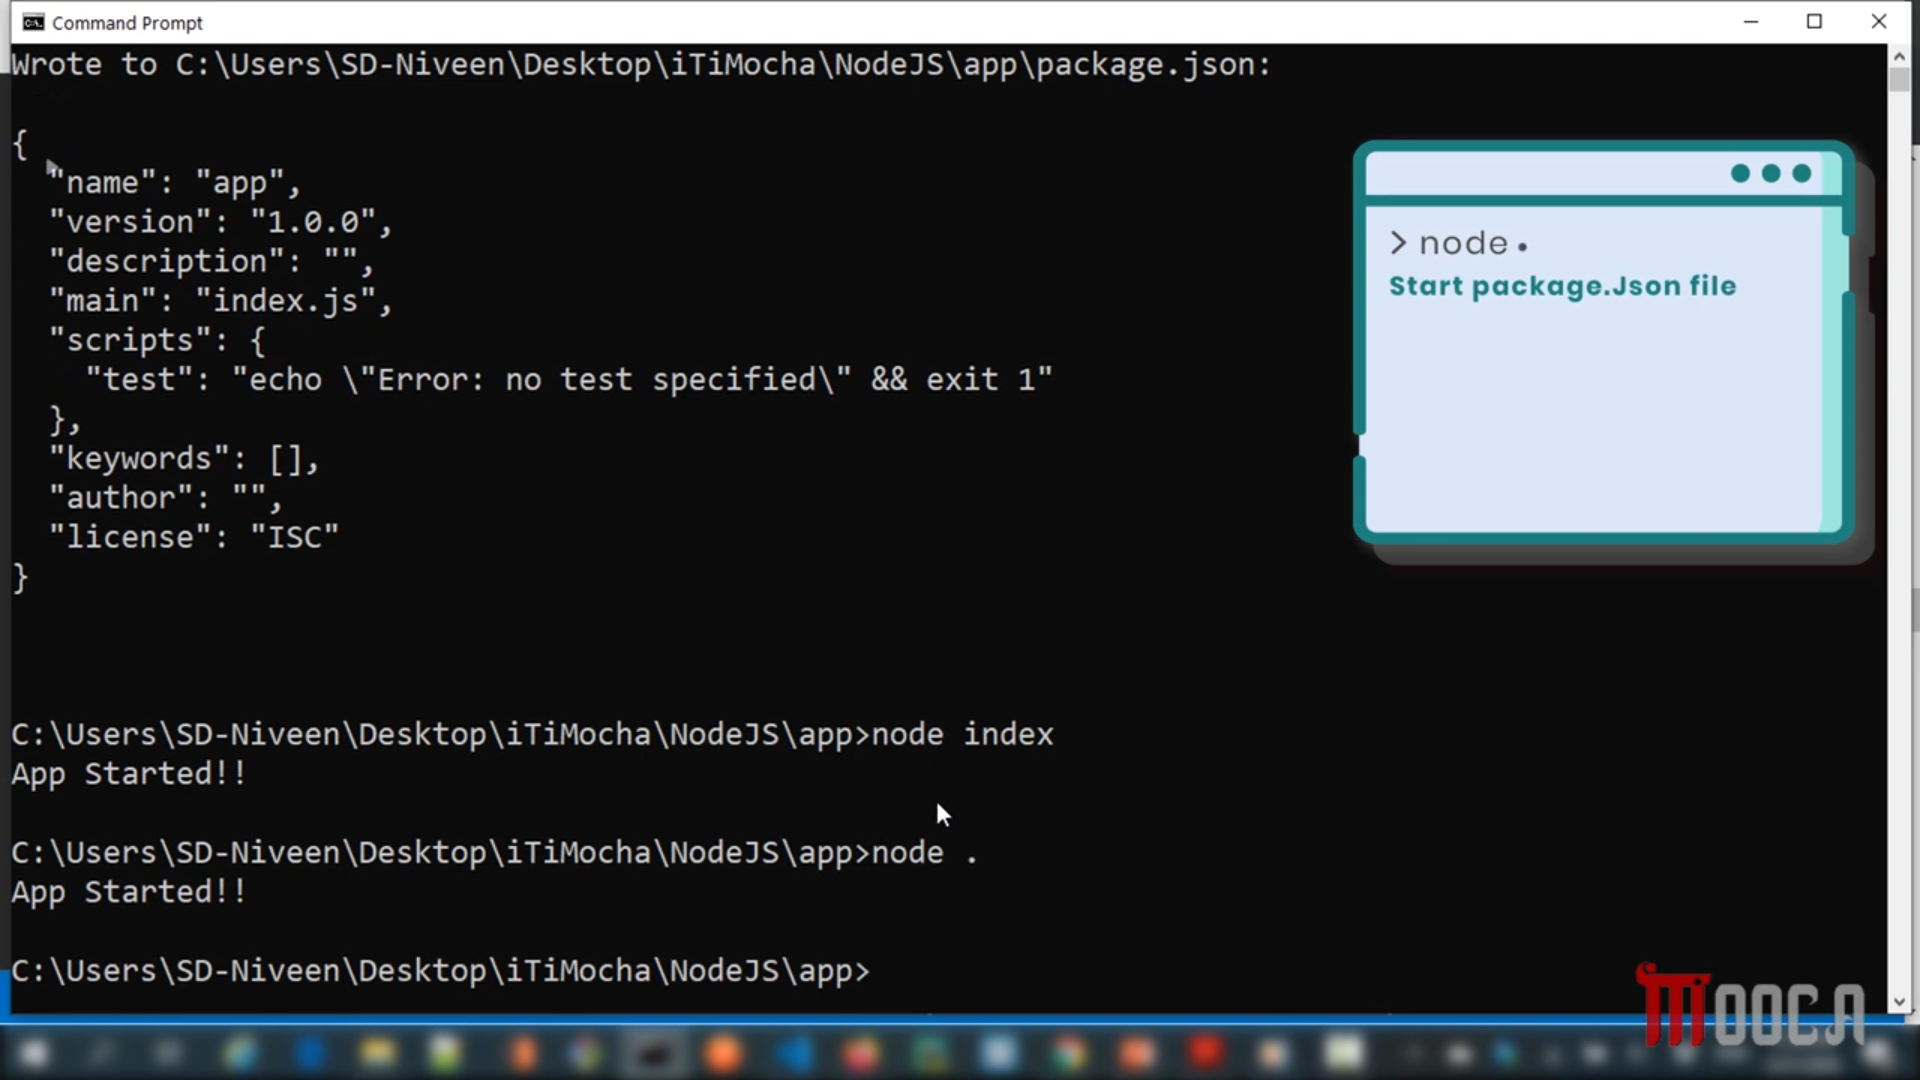 Command Prompt
Wrote to C:\Users\SD-Niveen\Desktop\iTiMocha\NodeJS\app\package.json:
{
"name": "app",
"version": "1.0.0",
"description": "",
"main": "index.js",
"scripts": {
"test": "echo \"Error: no test specified\" && exit 1"
},
"keywords": [],
"author": "",
"license": "ISC"
}
> node .
Start package.Json file
C:\Users\SD-Niveen\Desktop\iTiMocha\NodeJS\app>node index
App Started!!
C:\Users\SD-Niveen\Desktop\iTiMocha\NodeJS\app>node .
App Started!!
C:\Users\SD-Niveen\Desktop\iTiMocha\NodeJS\app>